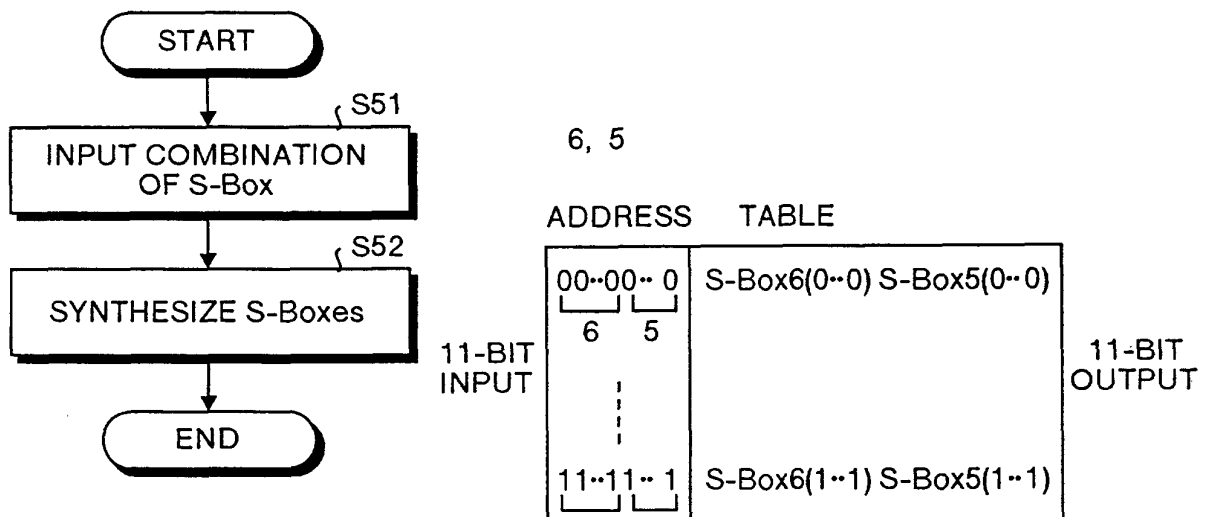 START
S51
INPUT COMBINATION
OF S-Box
S52
SYNTHESIZE S-Boxes
END
6, 5
ADDRESS TABLE
00··00·· 0 S-Box6(0··0) S-Box5(0··0)
6 5
11-BIT
INPUT
11-BIT
OUTPUT
11··11·· 1 S-Box6(1··1) S-Box5(1··1)